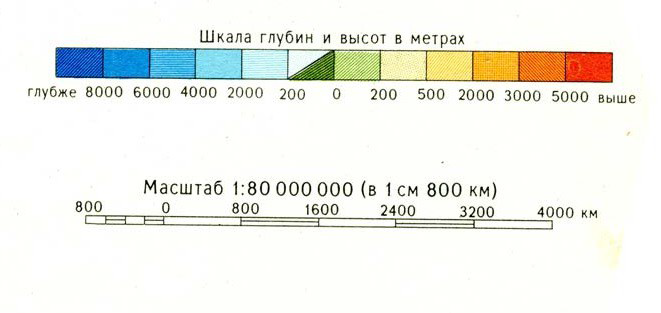 Шкала глубин и высот в метрах
глубже 8000 6000 4000 2000 200 0 200 500 2000 3000 5000 выше
Масштаб 1:80 000 000 (в 1 см 800 км)
800 0 800 1600 2400 3200 4000 км